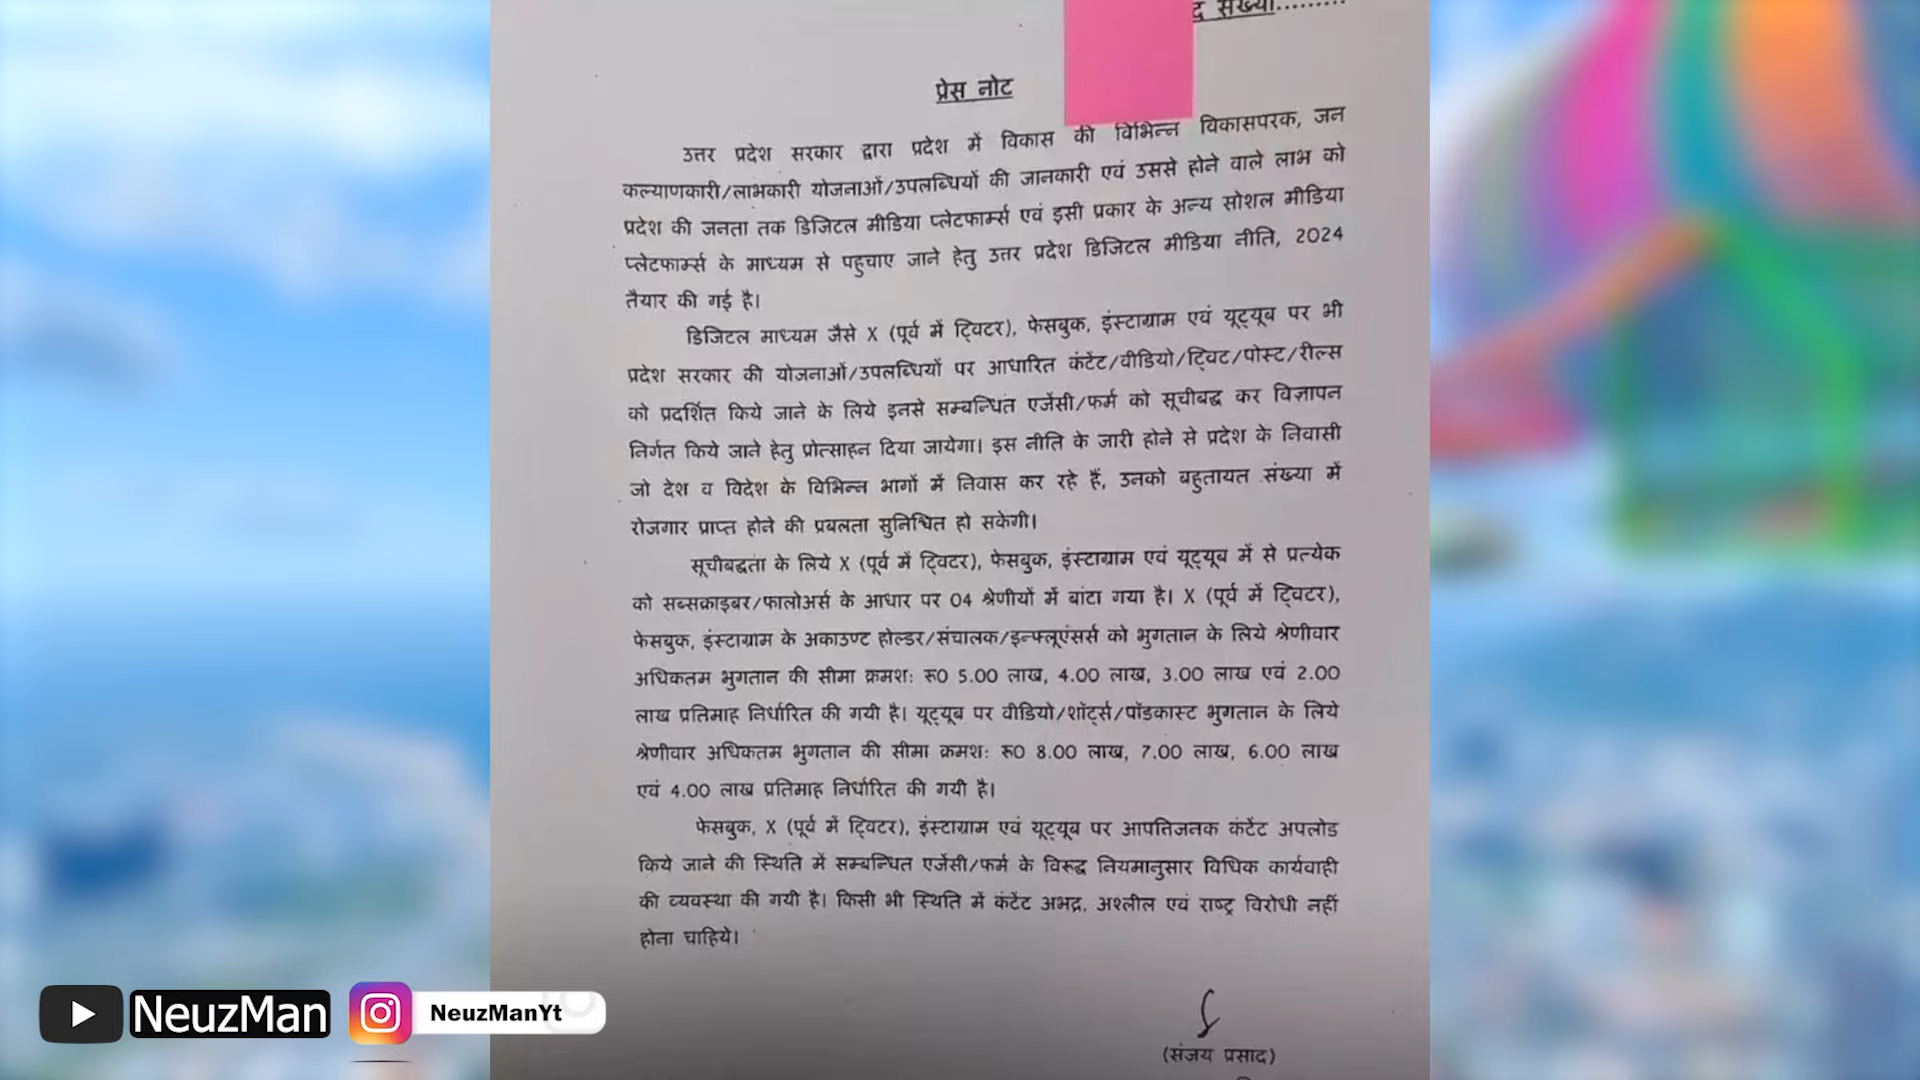 द संख्या.........
प्रेस नोट
उत्तर प्रदेश सरकार द्वारा प्रदेश में विकास की विभिन्न विकासपरक, जन
कल्याणकारी/लाभकारी योजनाओं/उपलब्धियों की जानकारी एवं उससे होने वाले लाभ को
प्रदेश की जनता तक डिजिटल मीडिया प्लेटफार्म्स एवं इसी प्रकार के अन्य सोशल मीडिया
प्लेटफार्म्स के माध्यम से पहुचाए जाने हेतु उत्तर प्रदेश डिजिटल मीडिया नीति, 2024
तैयार की गई है।
डिजिटल माध्यम जैसे X (पूर्व में ट्विटर), फेसबुक, इंस्टाग्राम एवं यूट्यूब पर भी
प्रदेश सरकार की योजनाओं/उपलब्धियों पर आधारित कंटेंट/वीडियो/ट्विट/पोस्ट/रील्स
को प्रदर्शित किये जाने के लिये इनसे सम्बन्धित एजेंसी/फर्म को सूचीबद्ध कर विज्ञापन
निर्गत किये जाने हेतु प्रोत्साहन दिया जायेगा। इस नीति के जारी होने से प्रदेश के निवासी
जो देश व विदेश के विभिन्न भागों में निवास कर रहे हैं, उनको बहुतायत संख्या में
रोजगार प्राप्त होने की प्रबलता सुनिश्चित हो सकेगी।
सूचीबद्धता के लिये X (पूर्व में ट्विटर), फेसबुक, इंस्टाग्राम एवं यूट्यूब में से प्रत्येक
को सब्सक्राइबर/फालोअर्स के आधार पर 04 श्रेणीयों में बांटा गया है। X (पूर्व में ट्विटर),
फेसबुक, इंस्टाग्राम के अकाउण्ट होल्डर/संचालक/इन्फ्लूएंसर्स को भुगतान के लिये श्रेणीवार
अधिकतम भुगतान की सीमा क्रमशः रू0 5.00 लाख, 4.00 लाख, 3.00 लाख एवं 2.00
लाख प्रतिमाह निर्धारित की गयी है। यूट्यूब पर वीडियो/शॉर्ट्स/पॉडकास्ट भुगतान के लिये
श्रेणीवार अधिकतम भुगतान की सीमा क्रमशः रू0 8.00 लाख, 7.00 लाख, 6.00 लाख
एवं 4.00 लाख प्रतिमाह निर्धारित की गयी है।
फेसबुक, X (पूर्व में ट्विटर), इंस्टाग्राम एवं यूट्यूब पर आपत्तिजनक कंटेंट अपलोड
किये जाने की स्थिति में सम्बन्धित एजेंसी/फर्म के विरूद्ध नियमानुसार विधिक कार्यवाही
की व्यवस्था की गयी है। किसी भी स्थिति में कंटेंट अभद्र, अश्लील एवं राष्ट्र विरोधी नहीं
होना चाहिये।
(संजय प्रसाद)
NeuzMan
NeuzManYt